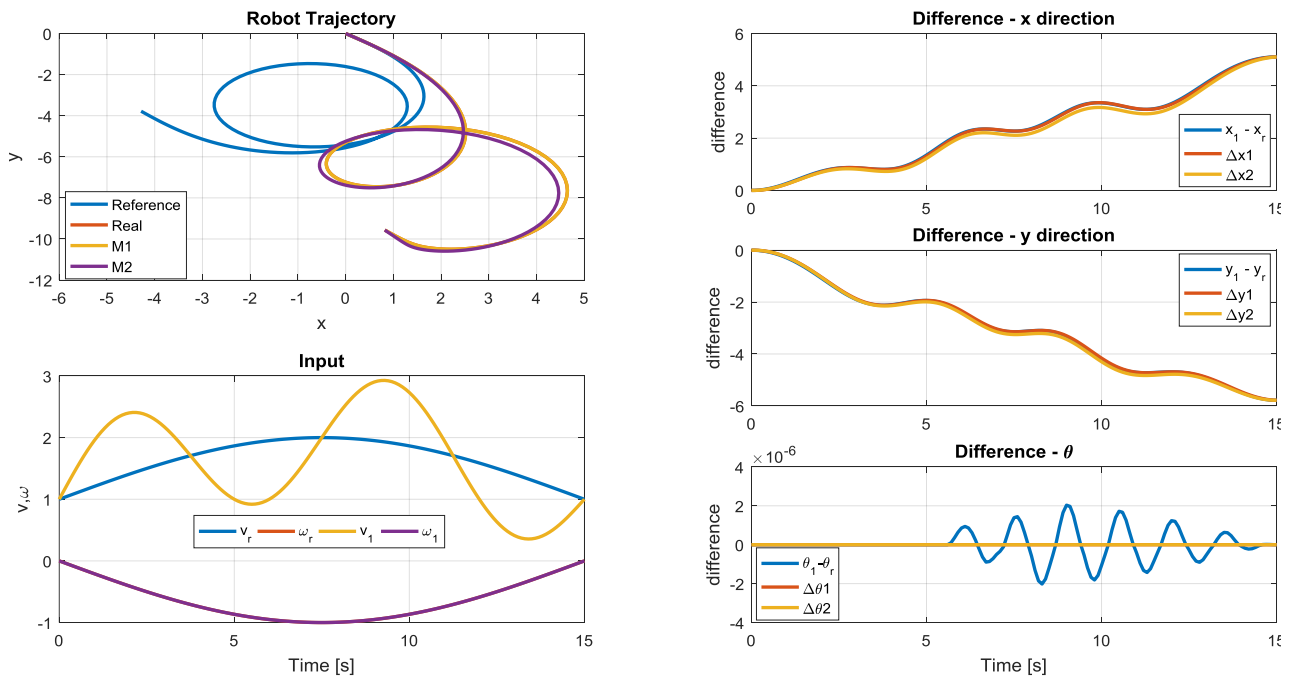 Robot Trajectory
0
-2
-4
-6
-8
-10
-12
y
Reference
Real
M1
M2
-6 -5 -4 -3 -2 -1 0 1 2 3 4 5
x
Input
3
2
1
0
-1
v,ω
v_r ω_r v_1 ω_1
0 5 10 15
Time [s]
Difference - x direction
6
4
2
0
difference
x_1 - x_r
Δx1
Δx2
0 5 10 15
Difference - y direction
0
-2
-4
-6
difference
y_1 - y_r
Δy1
Δy2
0 5 10 15
Difference - θ
×10^-6
4
2
0
-2
-4
difference
θ_1-θ_r
Δθ1
Δθ2
0 5 10 15
Time [s]